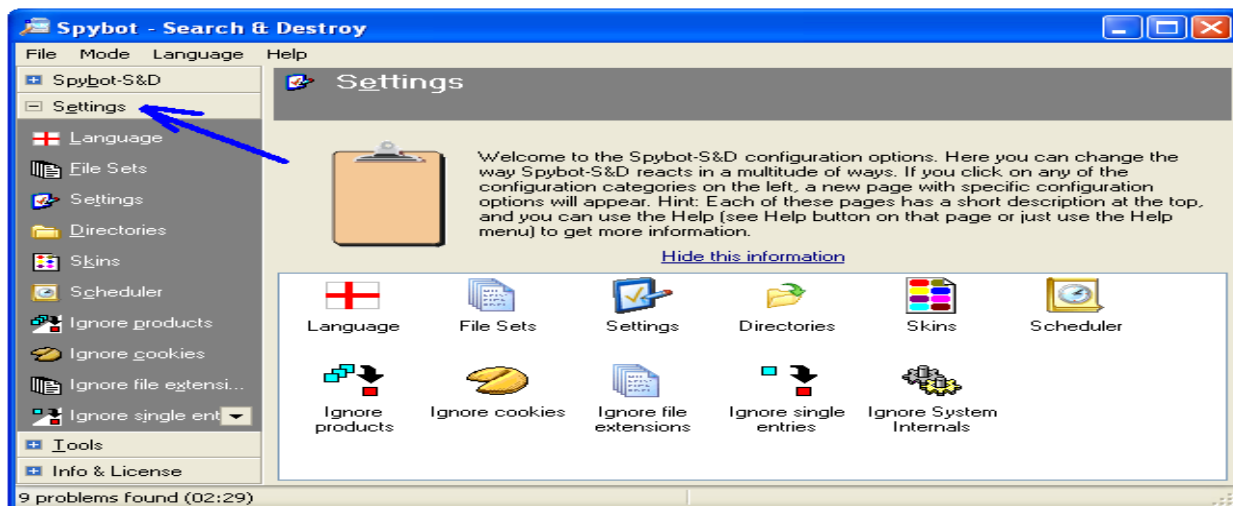 Spybot - Search & Destroy
File Mode Language Help
Spybot-S&D
Settings
Language
File Sets
Settings
Directories
Skins
Scheduler
Ignore products
Ignore cookies
Ignore file extensi...
Ignore single ent
Tools
Info & License
Settings
Welcome to the Spybot-S&D configuration options. Here you can change the
way Spybot-S&D reacts in a multitude of ways. If you click on any of the
configuration categories on the left, a new page with specific configuration
options will appear. Hint: Each of these pages has a short description at the top,
and you can use the Help (see Help button on that page or just use the Help
menu) to get more information.
Hide this information
Language File Sets Settings Directories Skins Scheduler
Ignore products
Ignore cookies
Ignore file extensions
Ignore single entries
Ignore System Internals
9 problems found (02:29)